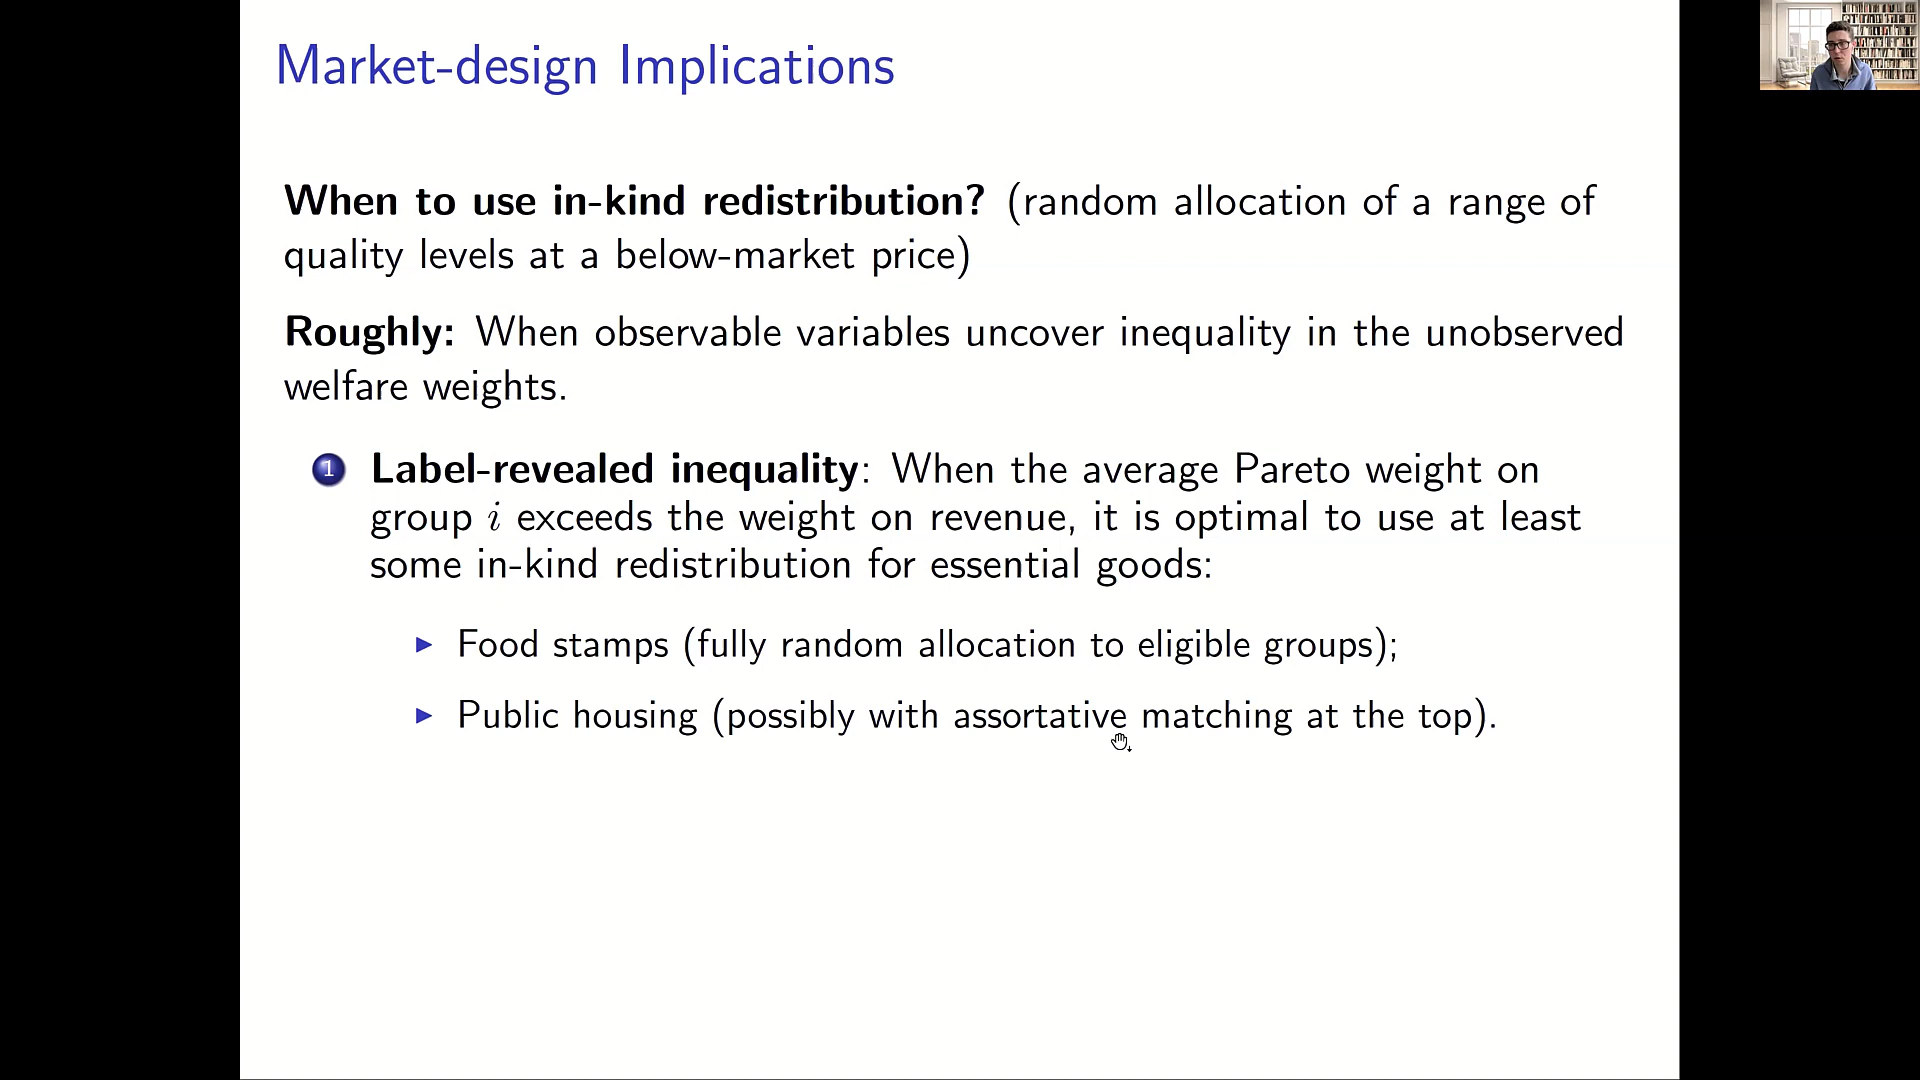 Market-design Implications
When to use in-kind redistribution? (random allocation of a range of
quality levels at a below-market price)
Roughly: When observable variables uncover inequality in the unobserved
welfare weights.
1 Label-revealed inequality: When the average Pareto weight on
group i exceeds the weight on revenue, it is optimal to use at least
some in-kind redistribution for essential goods:
▶ Food stamps (fully random allocation to eligible groups);
▶ Public housing (possibly with assortative matching at the top).